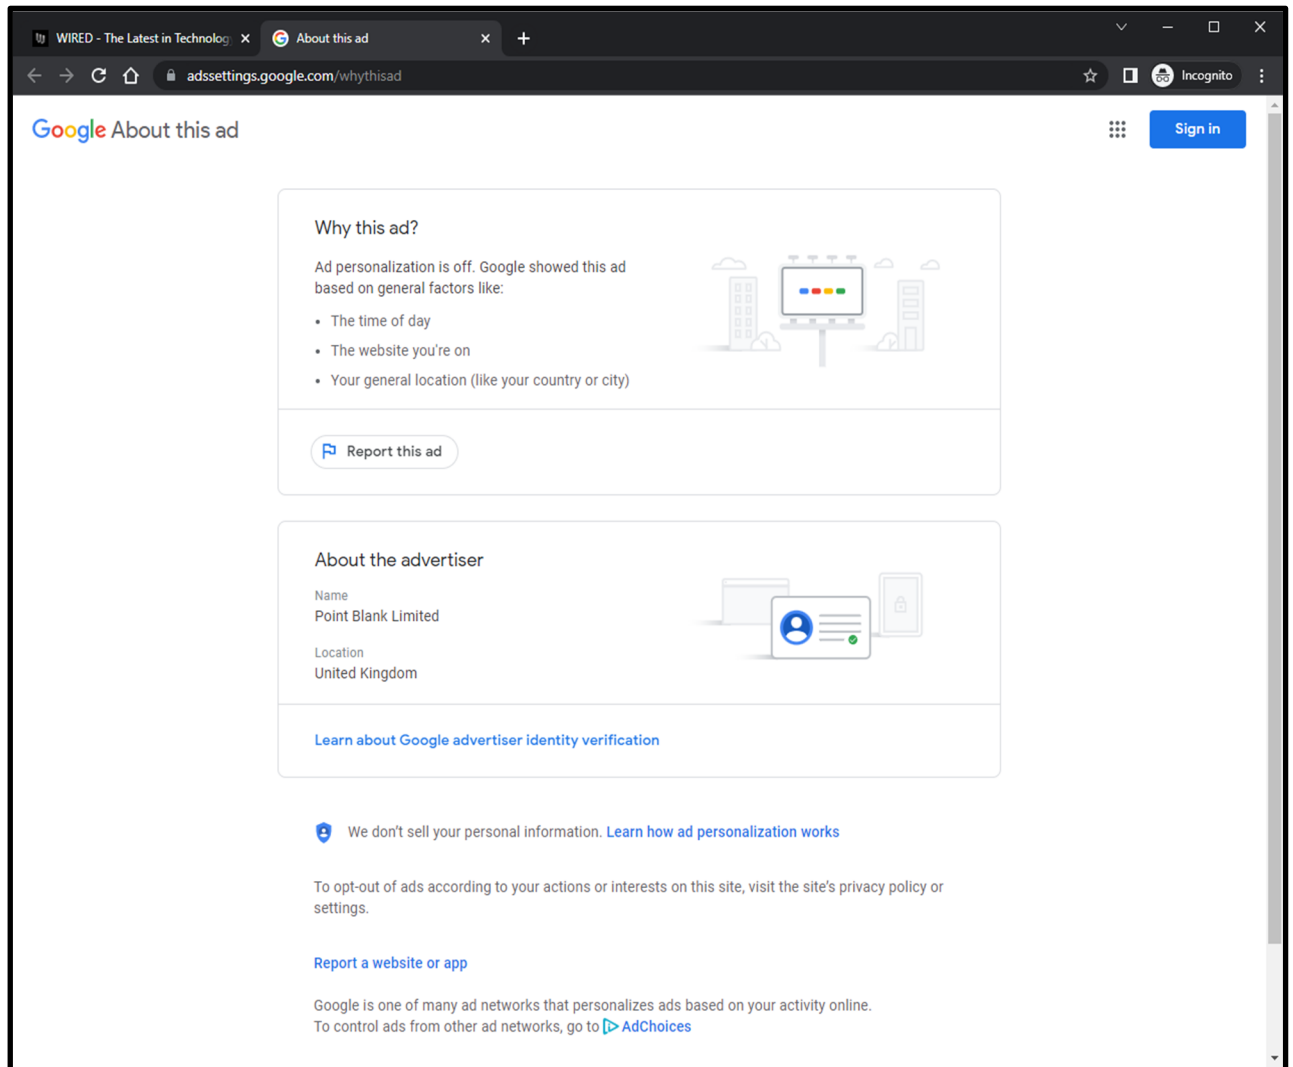 WIRED - The Latest in Technolog
About this ad
adssettings.google.com/whythisad
Incognito
Google About this ad
Sign in
Why this ad?
Ad personalization is off. Google showed this ad
based on general factors like:
• The time of day
• The website you're on
• Your general location (like your country or city)
Report this ad
About the advertiser
Name
Point Blank Limited
Location
United Kingdom
Learn about Google advertiser identity verification
We don't sell your personal information. Learn how ad personalization works
To opt-out of ads according to your actions or interests on this site, visit the site's privacy policy or
settings.
Report a website or app
Google is one of many ad networks that personalizes ads based on your activity online.
To control ads from other ad networks, go to AdChoices